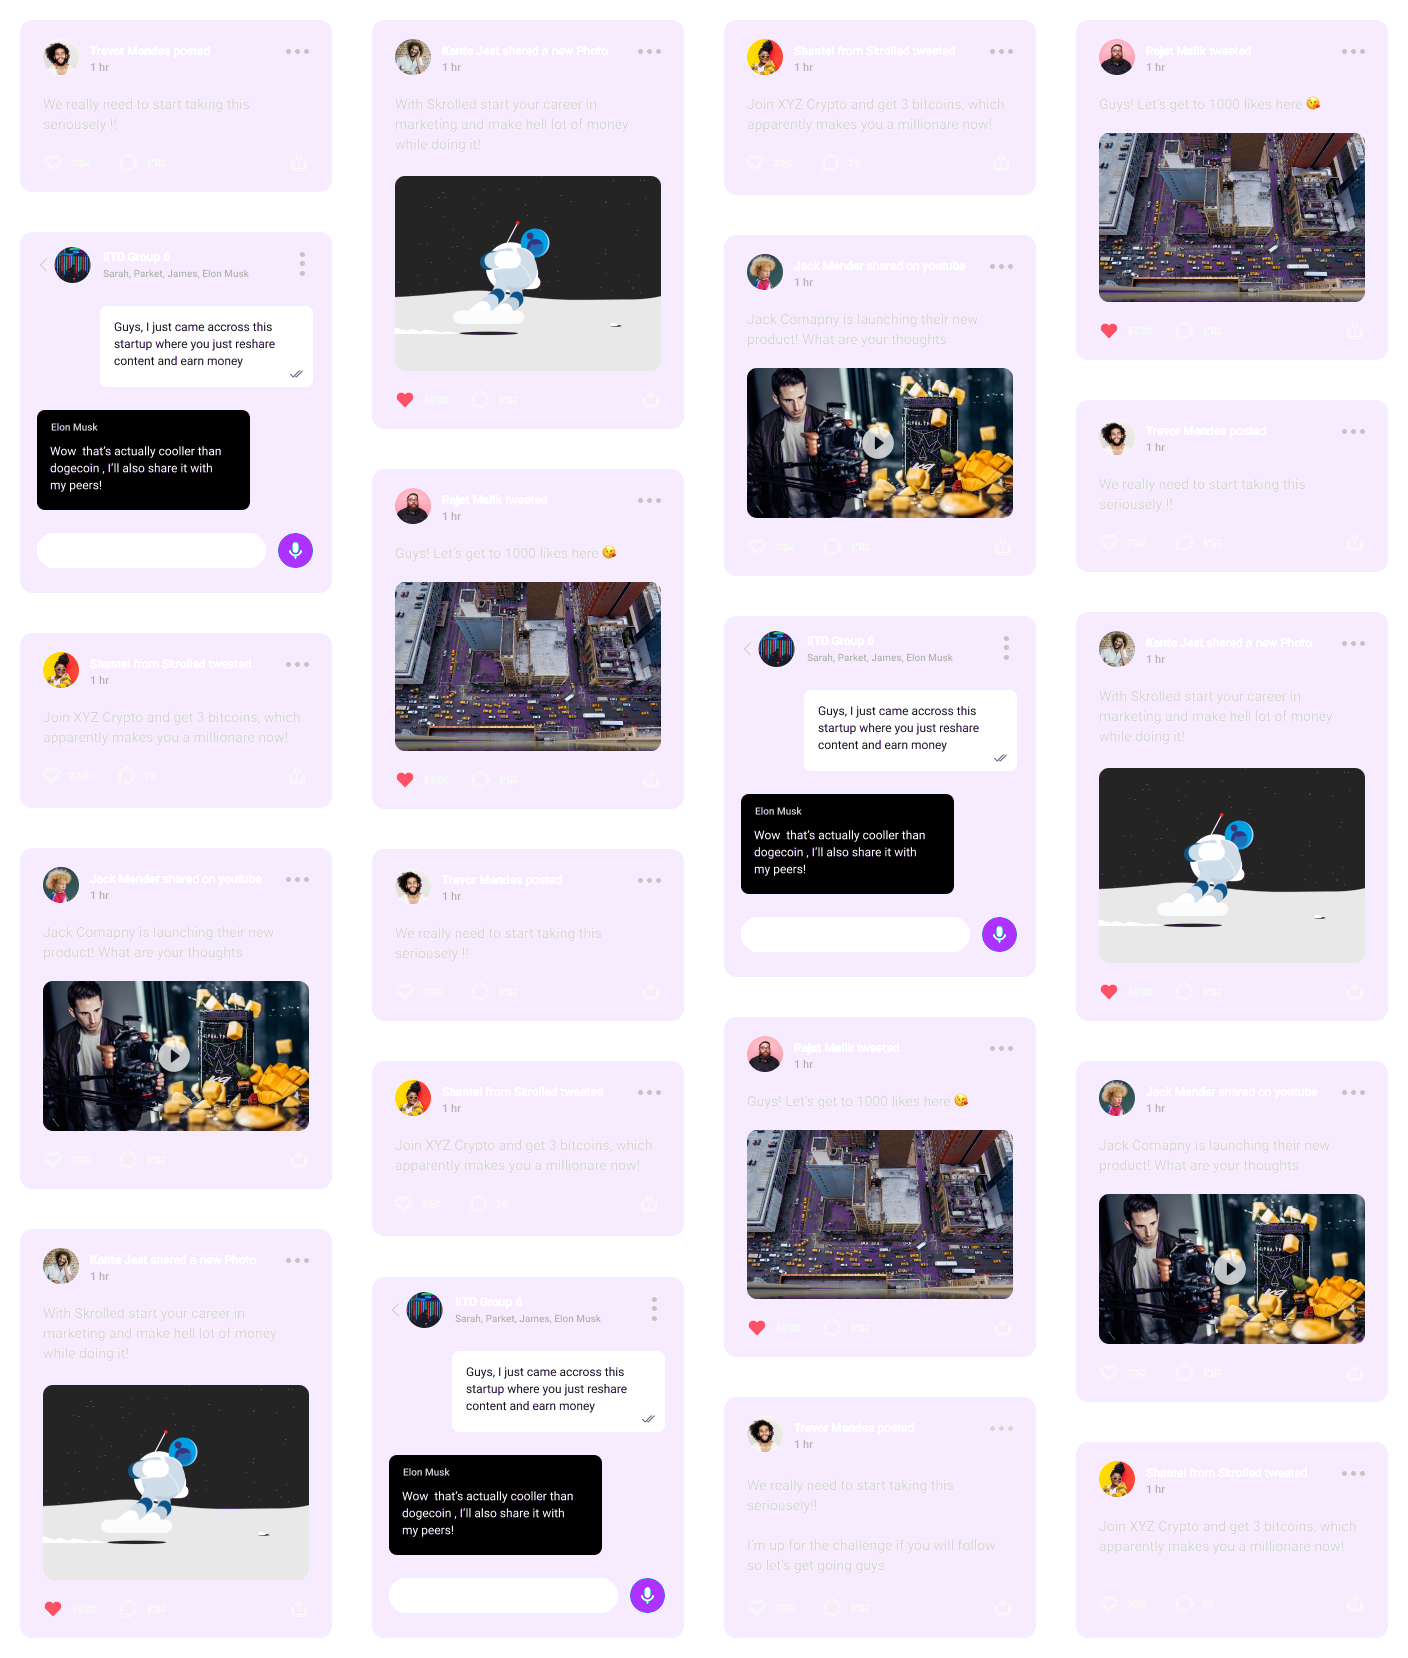 Trevor Mendes posted
1 hr
We really need to start taking this
seriousely !!
IITD Group 6
Sarah, Parket, James, Elon Musk
Guys, I just came accross this
startup where you just reshare
content and earn money
Elon Musk
Wow that's actually cooller than
dogecoin , I'll also share it with
my peers!
Shantel from Skrolled tweeted
1 hr
Join XYZ Crypto and get 3 bitcoins, which
apparently makes you a millionare now!
Jack Mender shared on youtube
1 hr
Jack Comapny is launching their new
product! What are your thoughts
Kante Jest shared a new Photo
1 hr
With Skrolled start your career in
marketing and make hell lot of money
while doing it!
Kante Jest shared a new Photo
1 hr
With Skrolled start your career in
marketing and make hell lot of money
while doing it!
Rajat Malik tweeted
1 hr
Guys! Let's get to 1000 likes here 😘
Trevor Mendes posted
1 hr
We really need to start taking this
seriousely !!
Shantel from Skrolled tweeted
1 hr
Join XYZ Crypto and get 3 bitcoins, which
apparently makes you a millionare now!
IITD Group 6
Sarah, Parket, James, Elon Musk
Guys, I just came accross this
startup where you just reshare
content and earn money
Elon Musk
Wow that's actually cooller than
dogecoin , I'll also share it with
my peers!
Shantel from Skrolled tweeted
1 hr
Join XYZ Crypto and get 3 bitcoins, which
apparently makes you a millionare now!
Jack Mender shared on youtube
1 hr
Jack Comapny is launching their new
product! What are your thoughts
IITD Group 6
Sarah, Parket, James, Elon Musk
Guys, I just came accross this
startup where you just reshare
content and earn money
Elon Musk
Wow that's actually cooller than
dogecoin , I'll also share it with
my peers!
Rajat Malik tweeted
1 hr
Guys! Let's get to 1000 likes here 😘
Trevor Mendes posted
1 hr
We really need to start taking this
seriousely!!
I'm up for the challenge if you will follow
so let's get going guys
Rajat Malik tweeted
1 hr
Guys! Let's get to 1000 likes here 😘
Trevor Mendes posted
1 hr
We really need to start taking this
seriousely !!
Kante Jest shared a new Photo
1 hr
With Skrolled start your career in
marketing and make hell lot of money
while doing it!
Jack Mender shared on youtube
1 hr
Jack Comapny is launching their new
product! What are your thoughts
Shantel from Skrolled tweeted
1 hr
Join XYZ Crypto and get 3 bitcoins, which
apparently makes you a millionare now!